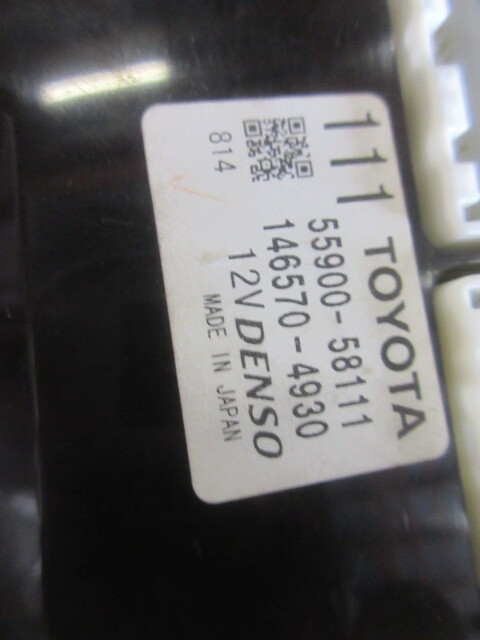 111 TOYOTA
55900-58111
146570-4930
814 12V DENSO
MADE IN JAPAN